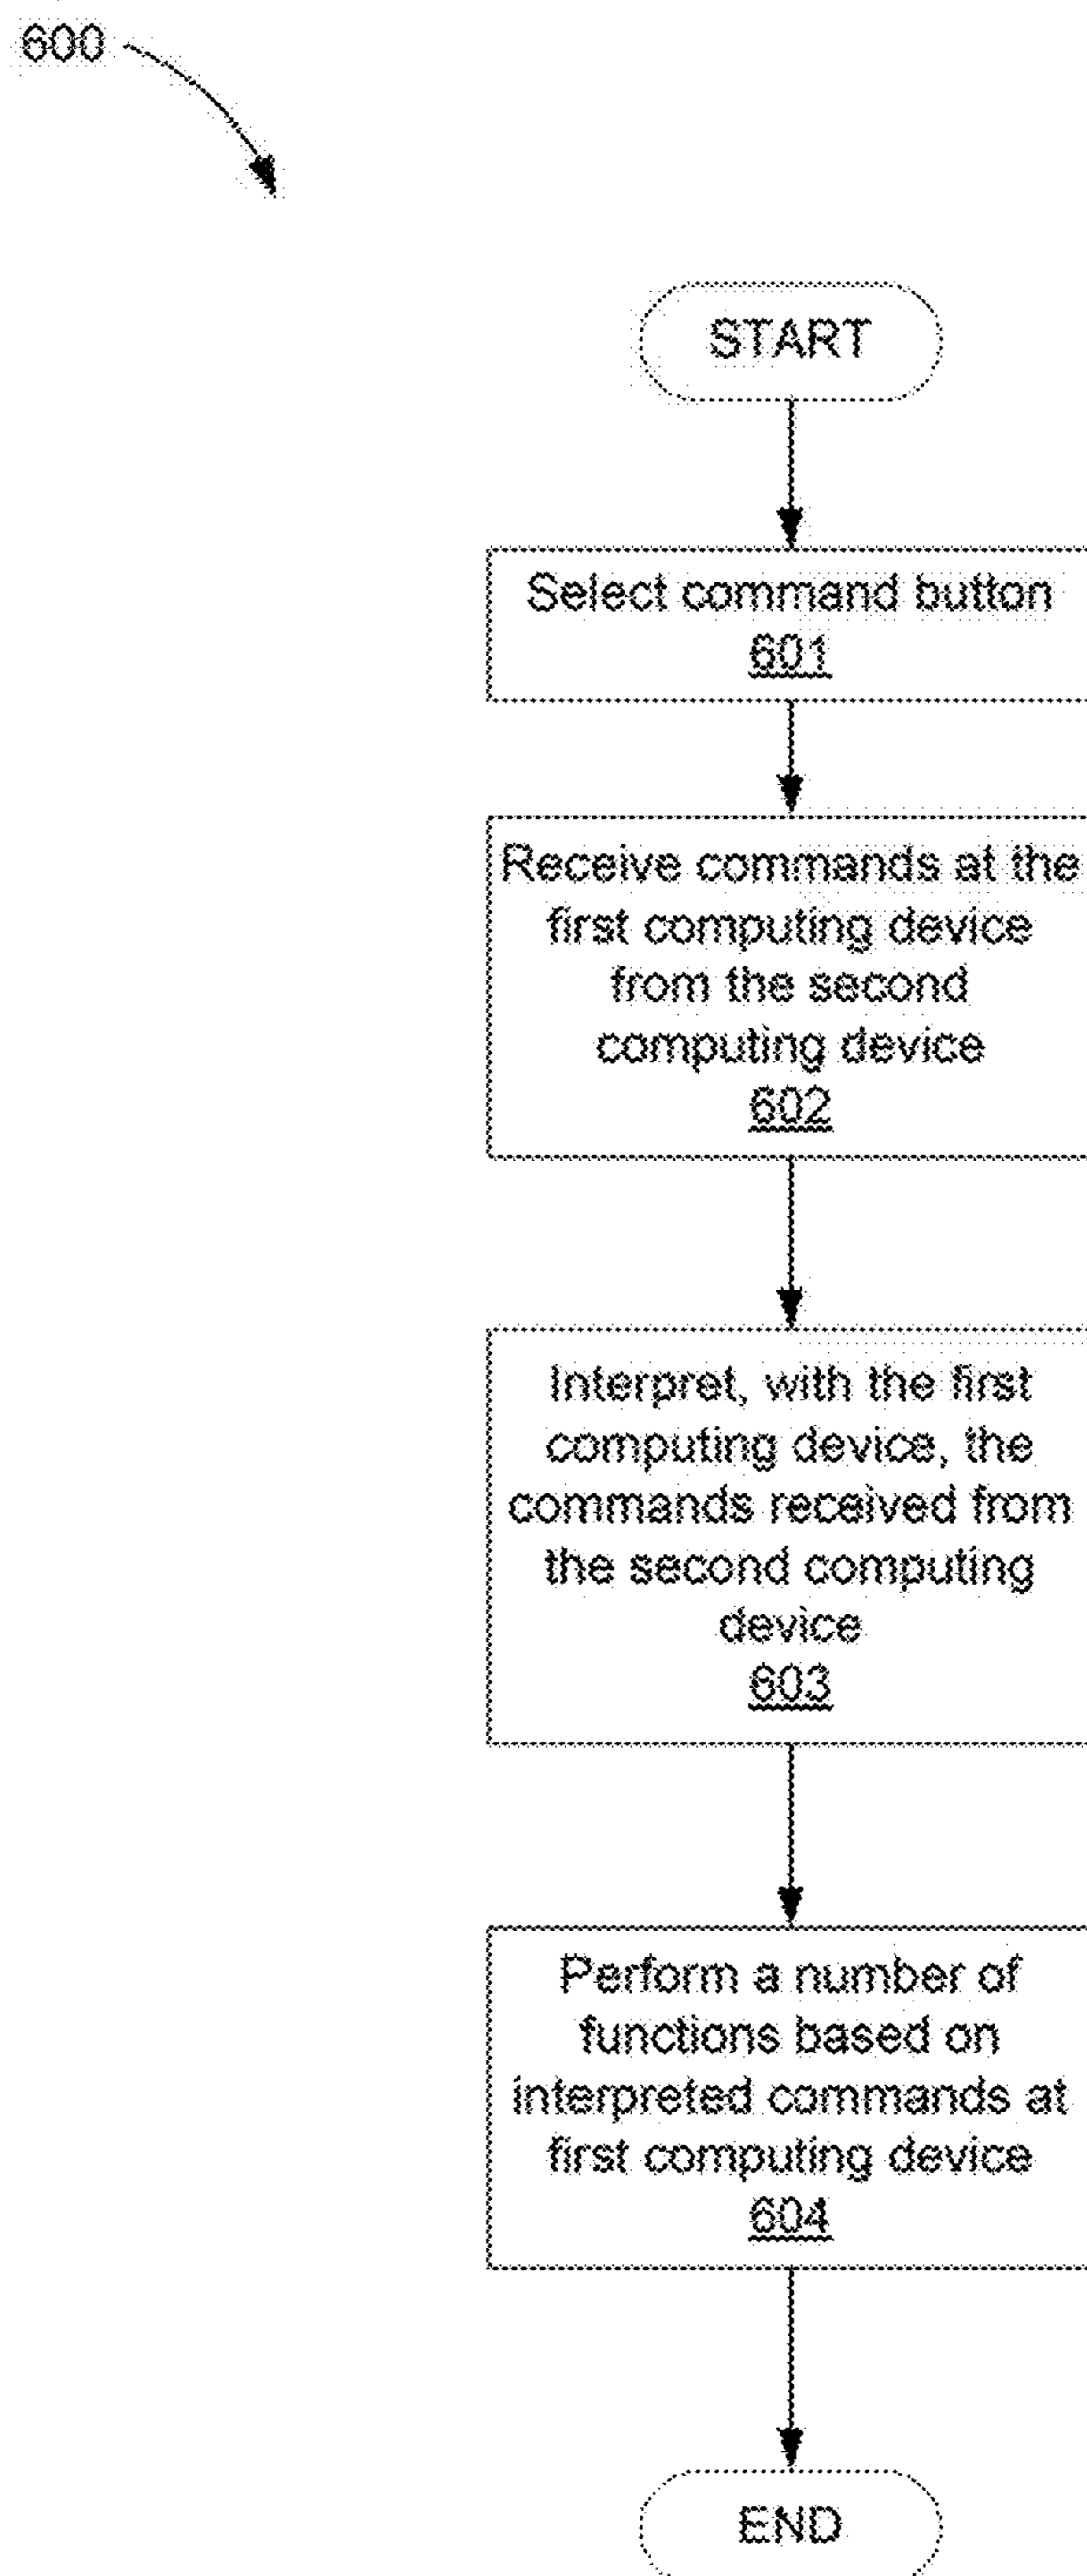 600
START
Select command button
601
Receive commands at the
first computing device
from the second
computing device
602
Interpret, with the first
computing device, the
commands received from
the second computing
device
603
Perform a number of
functions based on
interpreted commands at
first computing device
604
END